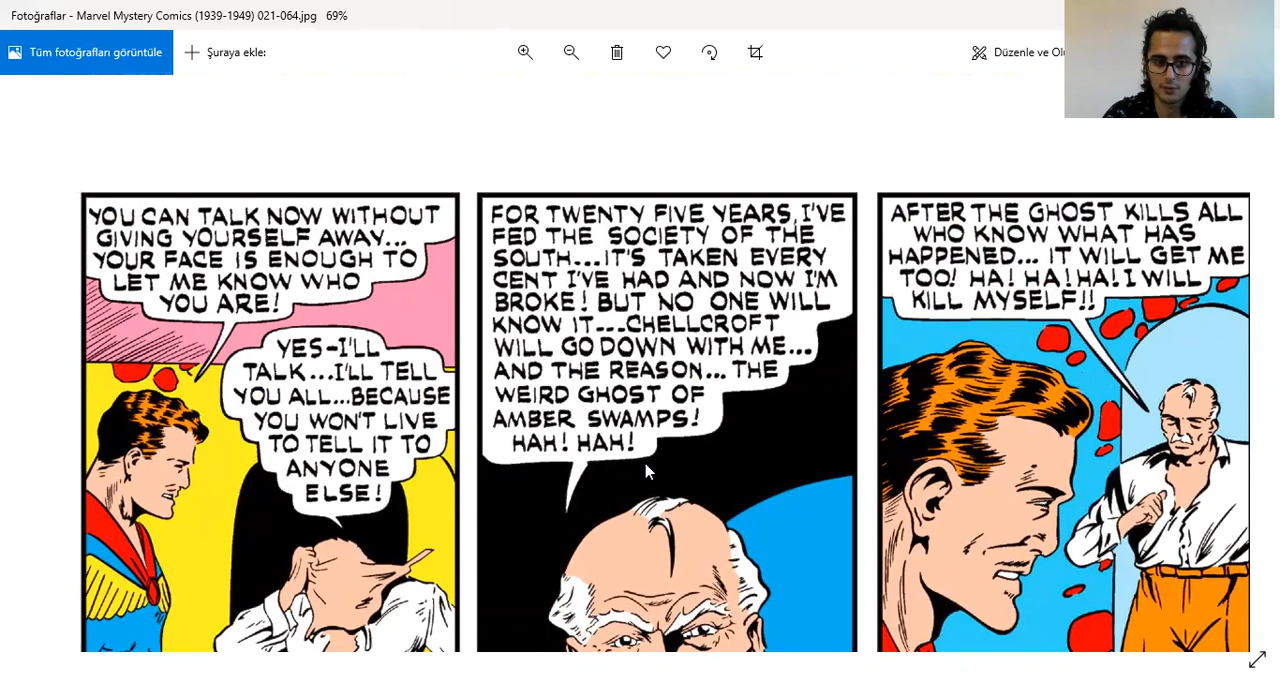 Fotoğraflar - Marvel Mystery Comics (1939-1949) 021-064.jpg 69%
Tüm fotoğrafları görüntüle
Şuraya ekle:
Düzenle ve
YOU CAN TALK NOW WITHOUT
GIVING YOURSELF AWAY...
YOUR FACE IS ENOUGH TO
LET ME KNOW WHO
YOU ARE!
YES-I'LL
TALK...I'LL TELL
YOU ALL...BECAUSE
YOU WON'T LIVE
TO TELL IT TO
ANYONE
ELSE!
FOR TWENTY FIVE YEARS, I'VE
FED THE SOCIETY OF THE
SOUTH...IT'S TAKEN EVERY
CENT I'VE HAD AND NOW I'M
BROKE! BUT NO ONE WILL
KNOW IT...CHELLCROFT
WILL GO DOWN WITH ME...
AND THE REASON...THE
WEIRD GHOST OF
AMBER SWAMPS!
HAH! HAH!
AFTER THE GHOST KILLS ALL
WHO KNOW WHAT HAS
HAPPENED... IT WILL GET ME
TOO! HA! HA! HA! I WILL
KILL MYSELF!!